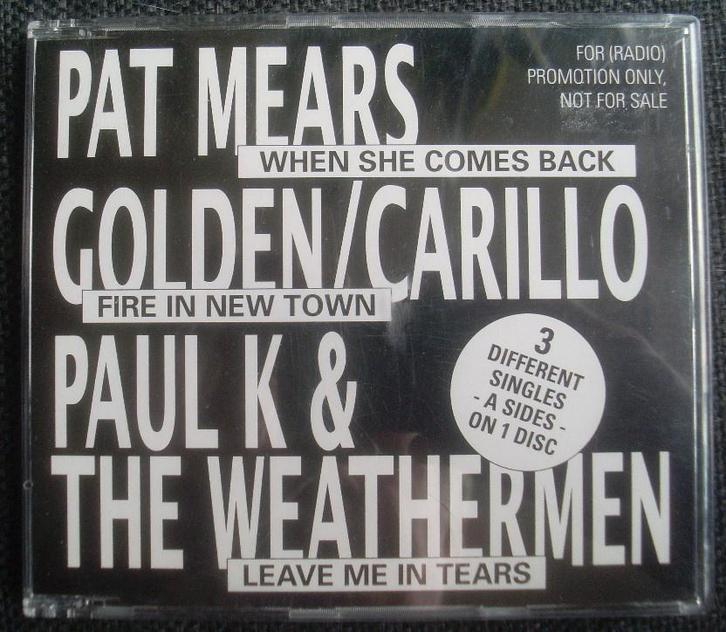 PAT MEARS
FOR (RADIO)
PROMOTION ONLY,
NOT FOR SALE
WHEN SHE COMES BACK
GOLDEN/CARILLO
FIRE IN NEW TOWN
PAUL K &
3
DIFFERENT
SINGLES
- A SIDES -
ON 1 DISC
THE WEATHERMEN
LEAVE ME IN TEARS